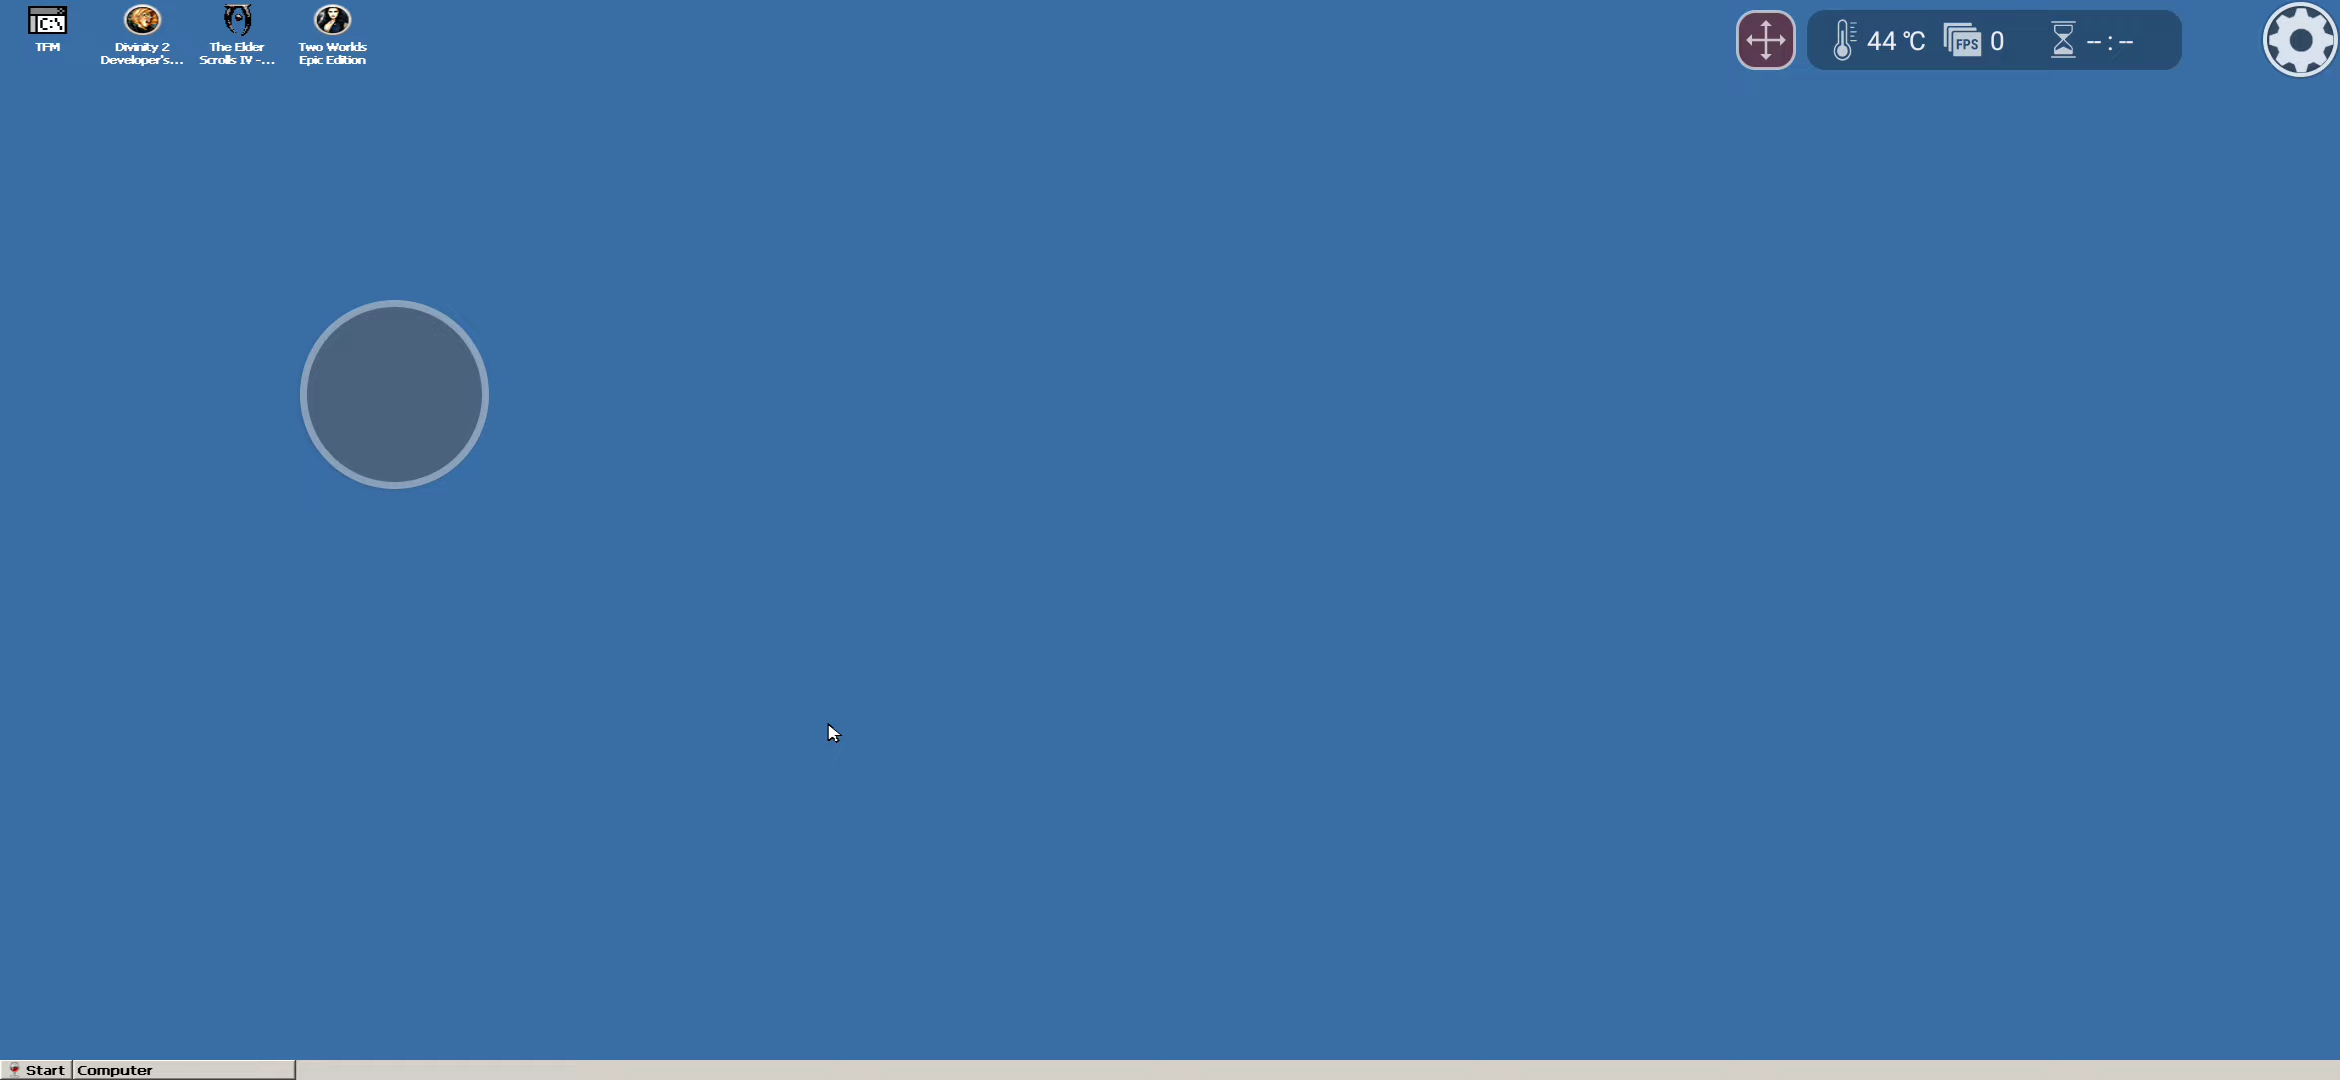 C:\
TFM
Divinity 2
Developer's...
The Elder
Scrolls IV -...
Two Worlds
Epic Edition
44 ℃
FPS 0
-- : --
Start
Computer